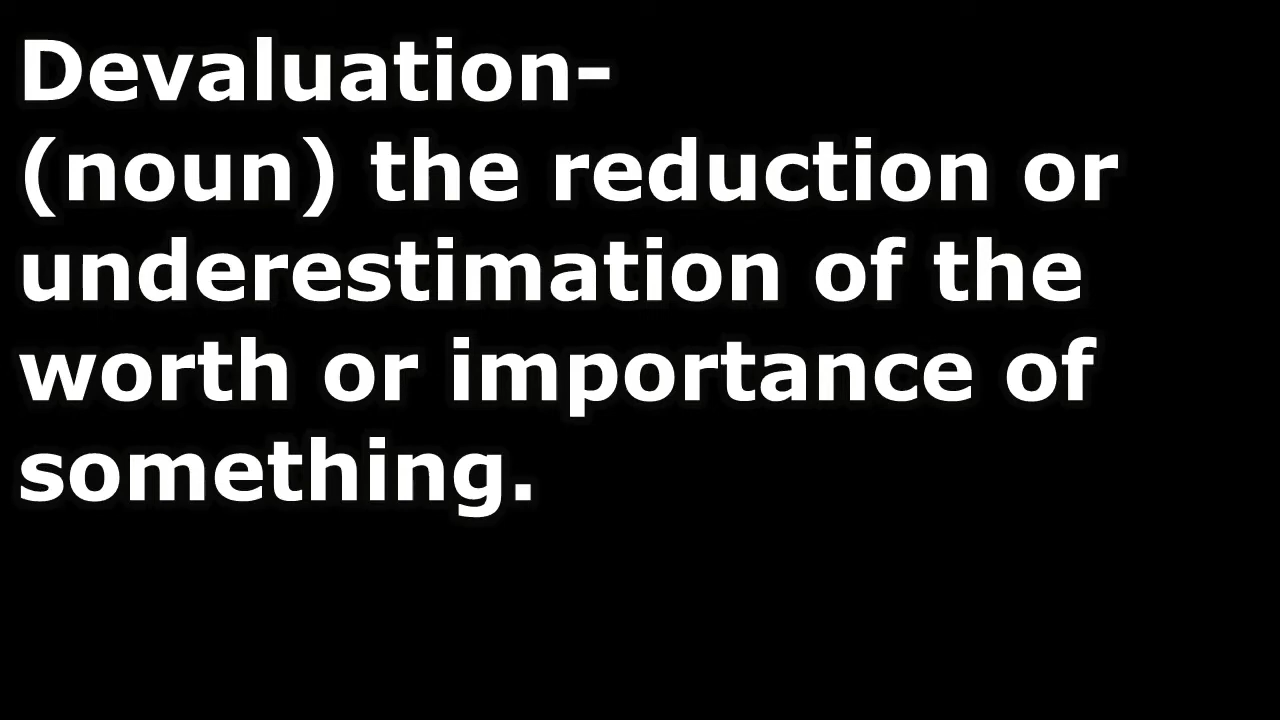 Devaluation-
(noun) the reduction or
underestimation of the
worth or importance of
something.